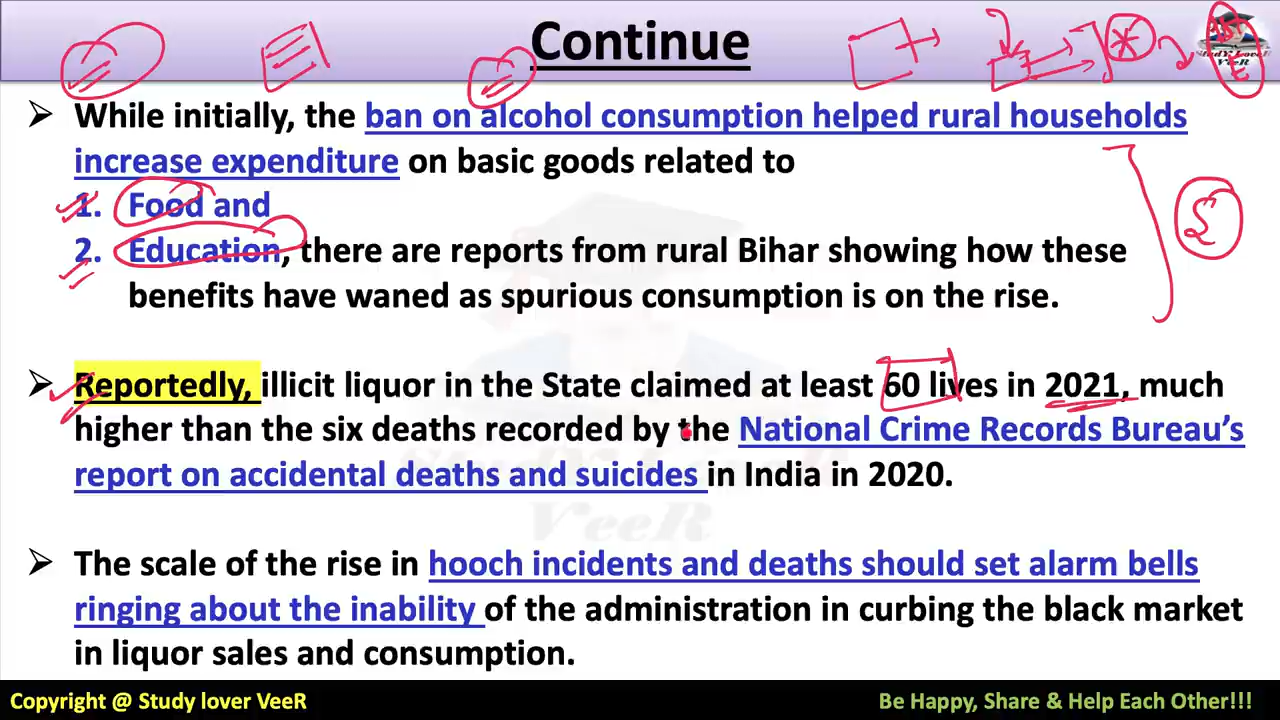 Continue
STUDY LOVER
VEER
➢ While initially, the ban on alcohol consumption helped rural households
increase expenditure on basic goods related to
1. Food and
2. Education, there are reports from rural Bihar showing how these
benefits have waned as spurious consumption is on the rise.
➢ Reportedly, illicit liquor in the State claimed at least 60 lives in 2021, much
higher than the six deaths recorded by the National Crime Records Bureau’s
report on accidental deaths and suicides in India in 2020.
➢ The scale of the rise in hooch incidents and deaths should set alarm bells
ringing about the inability of the administration in curbing the black market
in liquor sales and consumption.
Copyright @ Study lover VeeR
Be Happy, Share & Help Each Other!!!